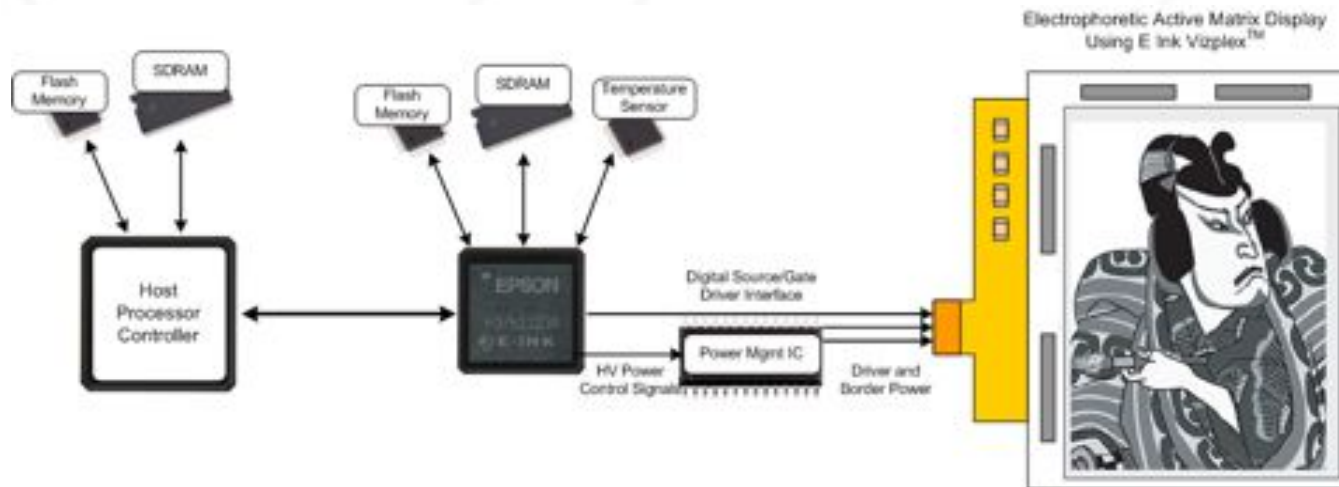 Electrophoretic Active Matrix Display
Using E Ink Vizplex™
Flash
Memory
SDRAM
Flash
Memory
SDRAM
Temperature
Sensor
Host
Processor
Controller
EPSON
E-INK
Digital Source/Gate
Driver Interface
Power Mgmt IC
HV Power
Control Signals
Driver and
Border Power